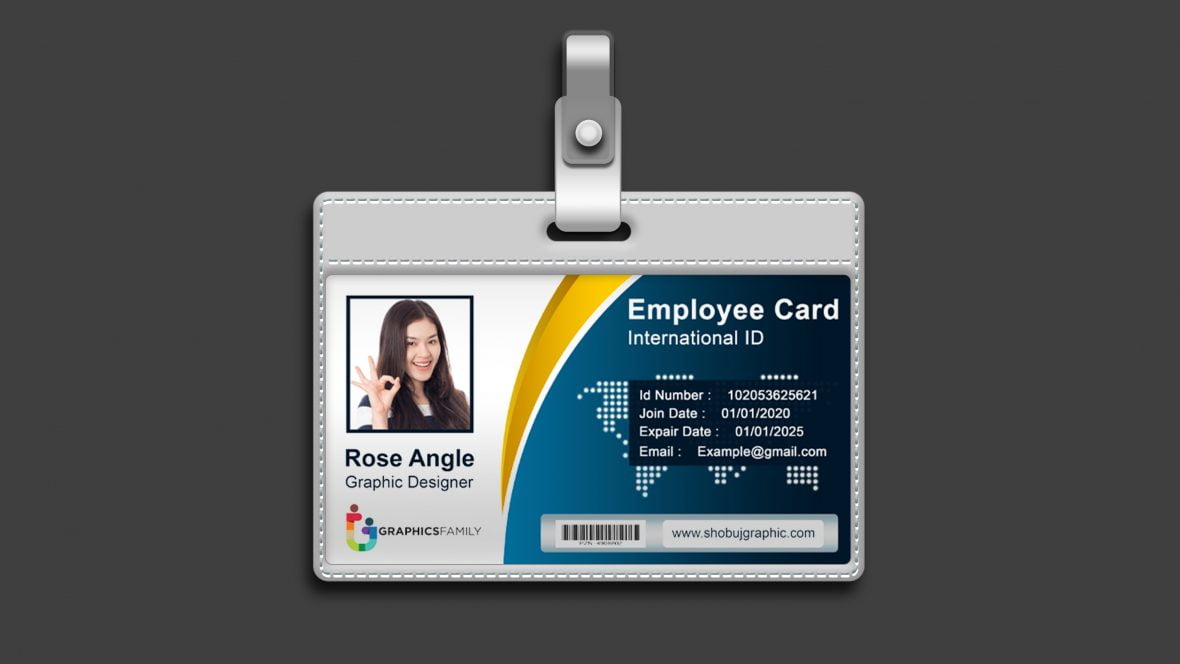 Employee Card
International ID
Id Number : 102053625621
Join Date : 01/01/2020
Expair Date : 01/01/2025
Email : Example@gmail.com
Rose Angle
Graphic Designer
GRAPHICSFAMILY
www.shobujgraphic.com